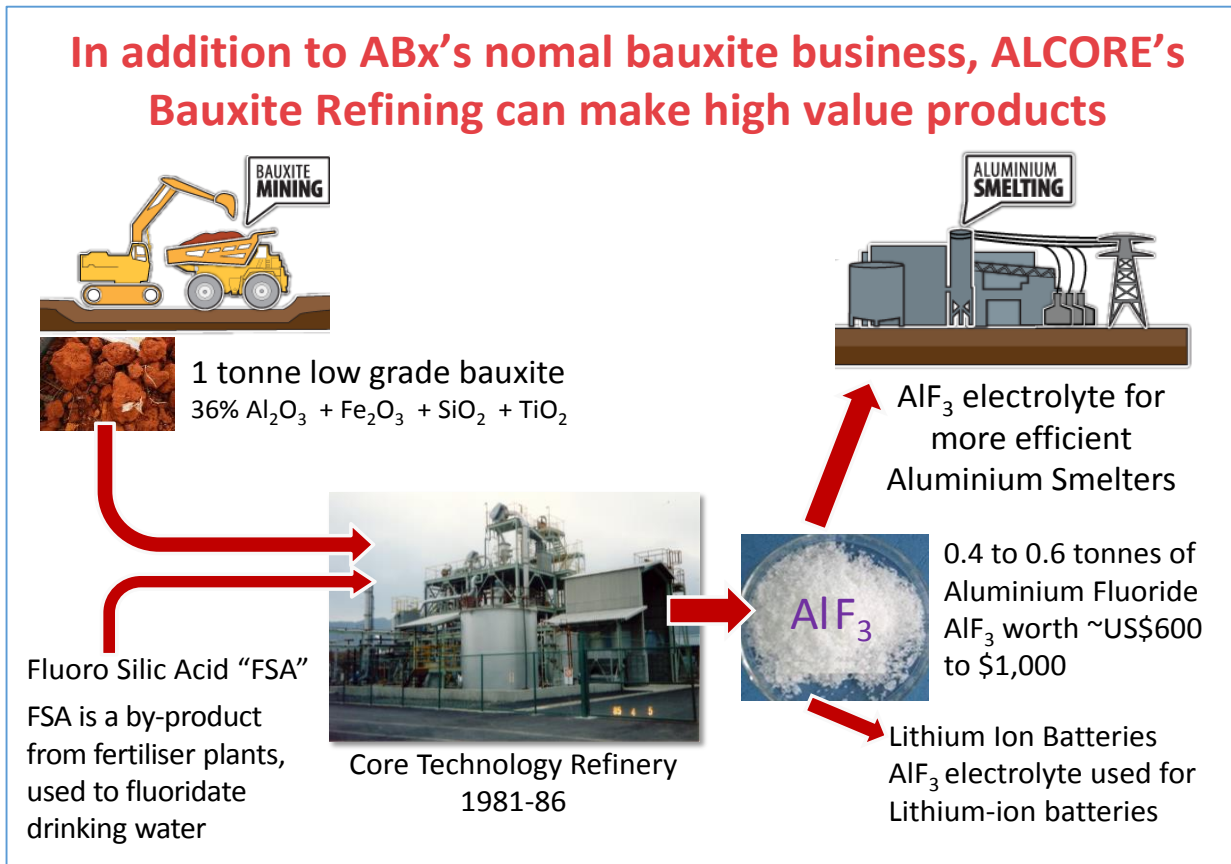 In addition to ABx's nomal bauxite business, ALCORE's
Bauxite Refining can make high value products
BAUXITE
MINING
ALUMINIUM
SMELTING
1 tonne low grade bauxite
36% Al₂O₃ + Fe₂O₃ + SiO₂ + TiO₂
AlF₃ electrolyte for
more efficient
Aluminium Smelters
AlF₃
0.4 to 0.6 tonnes of
Aluminium Fluoride
AlF₃ worth ~US$600
to $1,000
Fluoro Silic Acid "FSA"
FSA is a by-product
from fertiliser plants,
used to fluoridate
drinking water
85 4 5
Core Technology Refinery
1981-86
Lithium Ion Batteries
AlF₃ electrolyte used for
Lithium-ion batteries